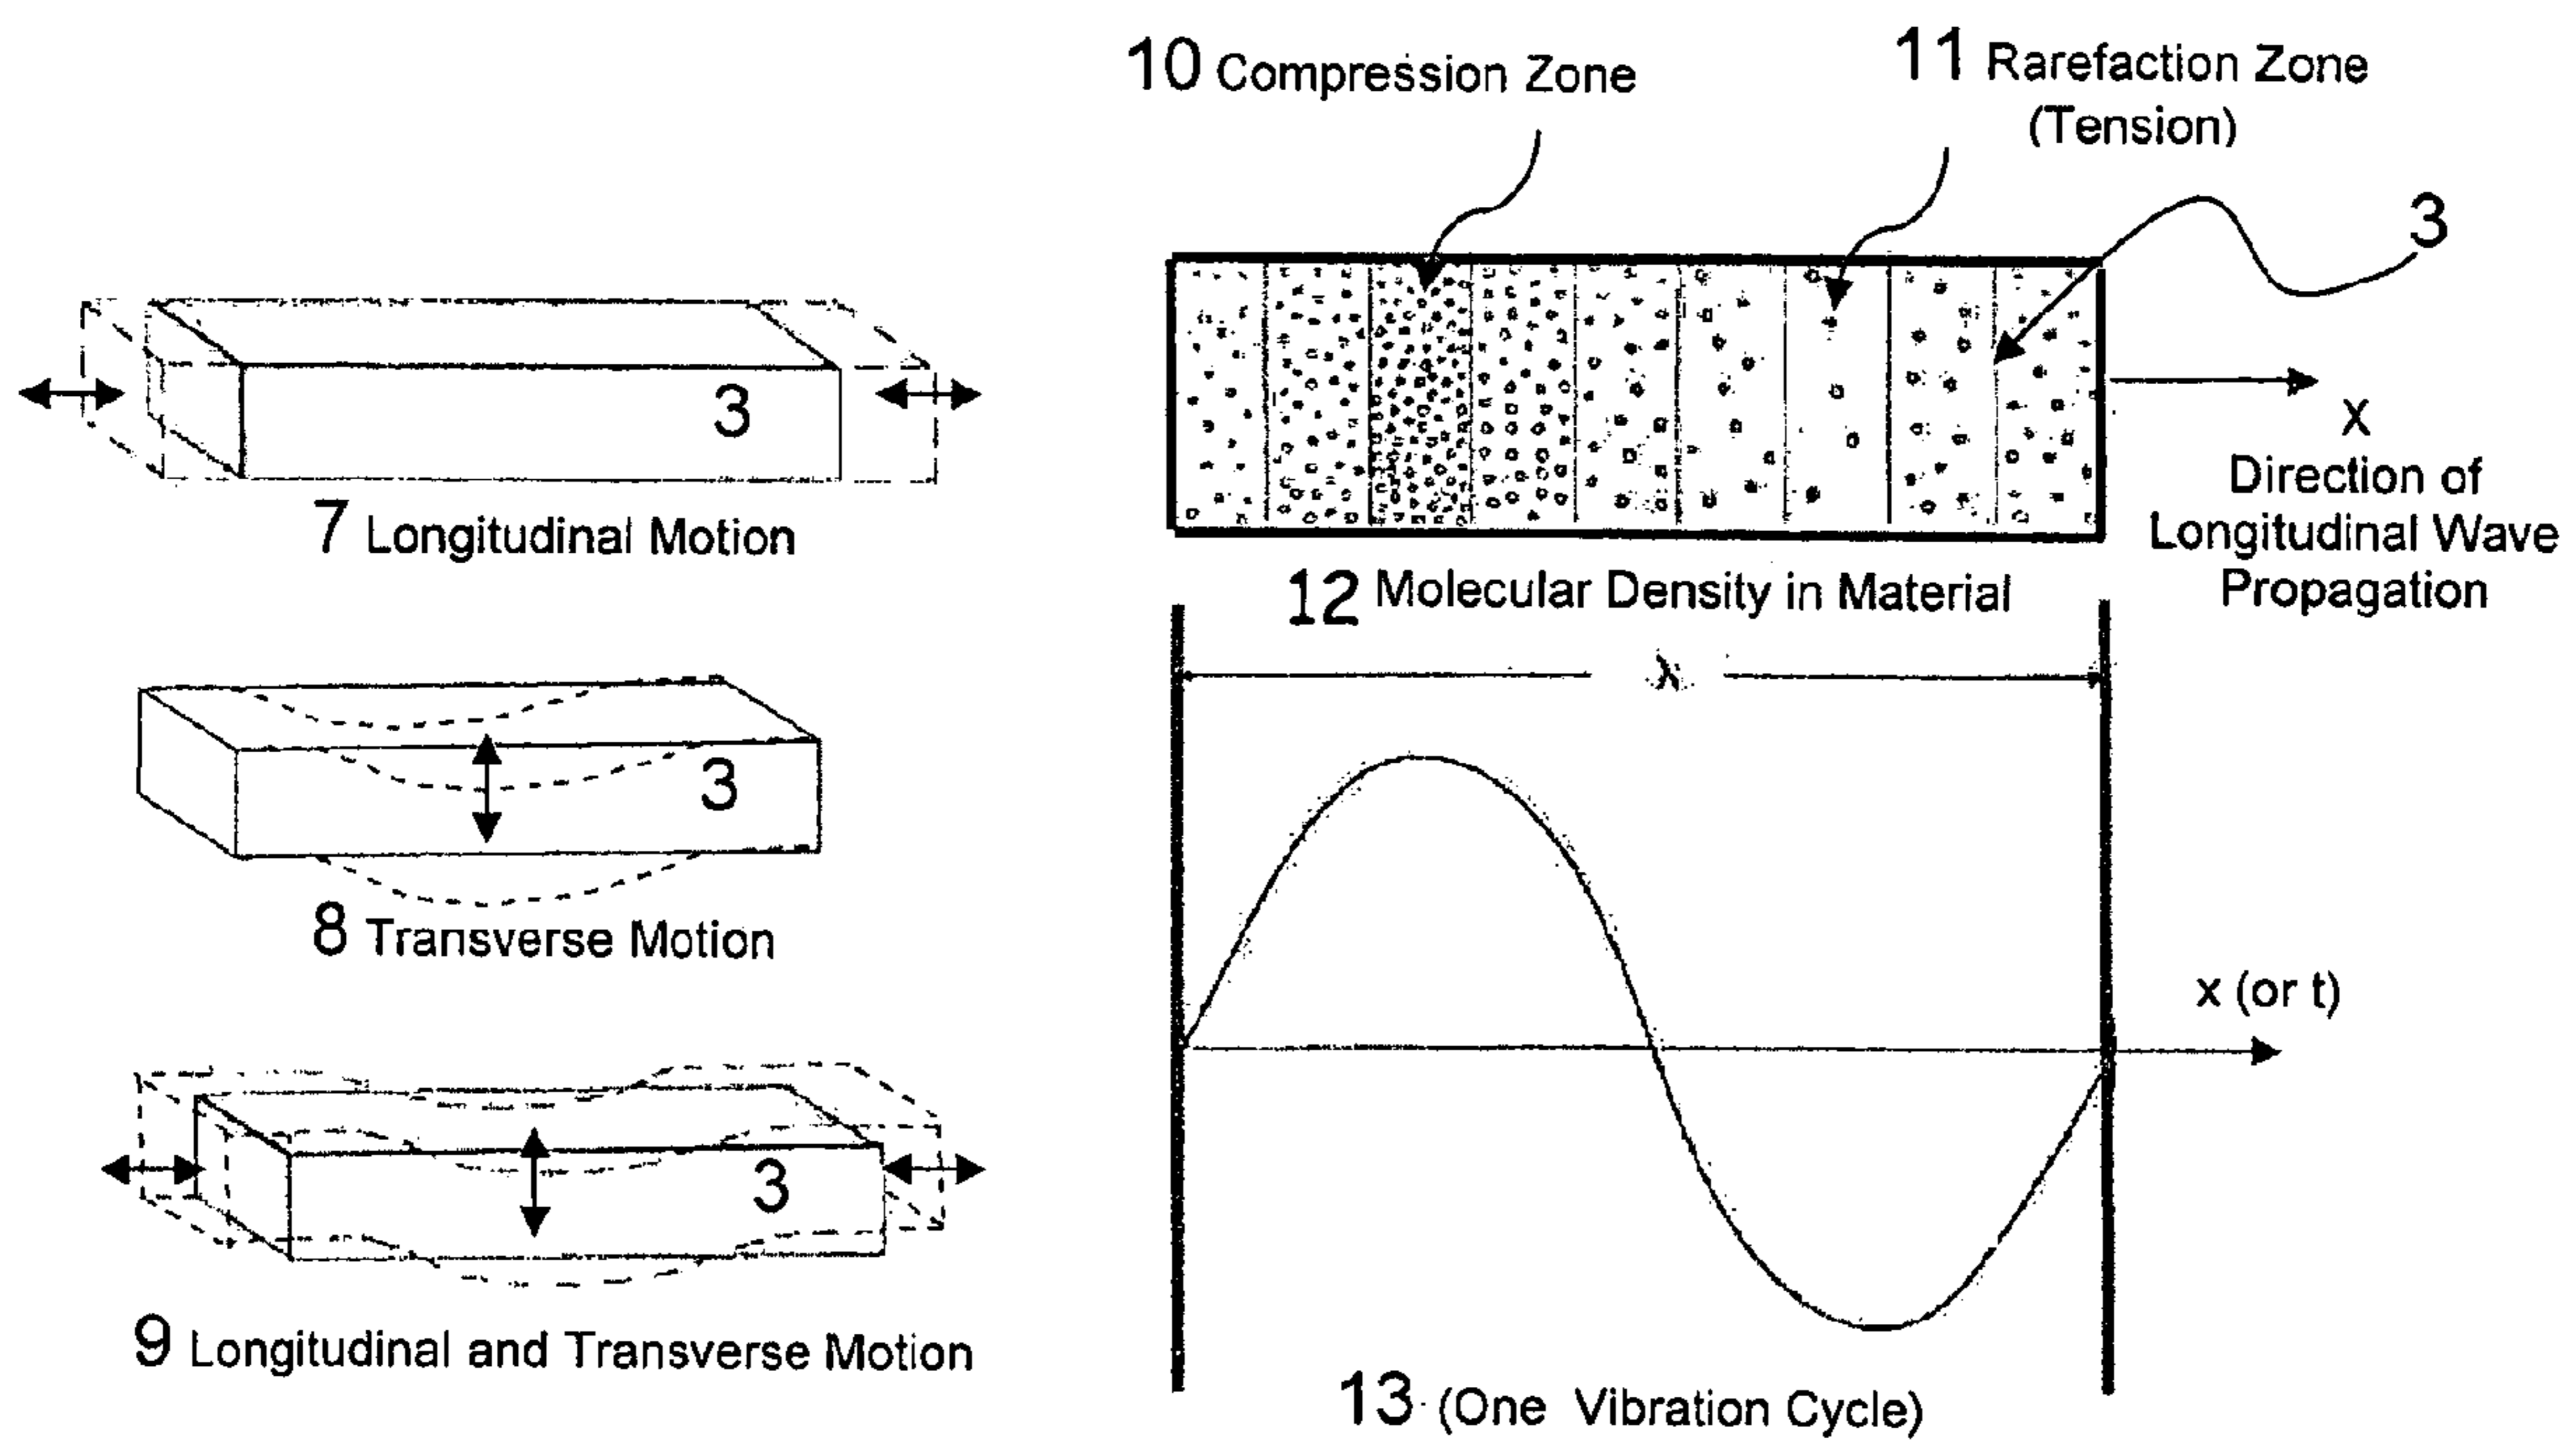 10 Compression Zone
11 Rarefaction Zone
(Tension)
3
3
7 Longitudinal Motion
X
Direction of
Longitudinal Wave
Propagation
12 Molecular Density in Material
λ
3
8 Transverse Motion
x (or t)
3
9 Longitudinal and Transverse Motion
13 (One Vibration Cycle)